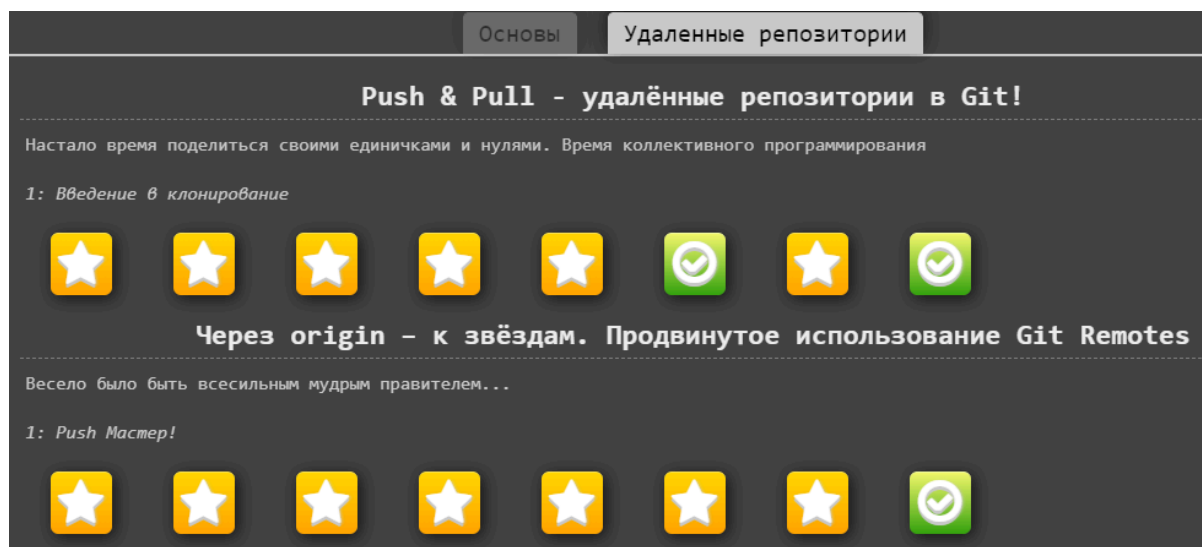 Основы
Удаленные репозитории
Push & Pull - удалённые репозитории в Git!
Настало время поделиться своими единичками и нулями. Время коллективного программирования
1: Введение в клонирование
Через origin – к звёздам. Продвинутое использование Git Remotes
Весело было быть всесильным мудрым правителем...
1: Push Мастер!